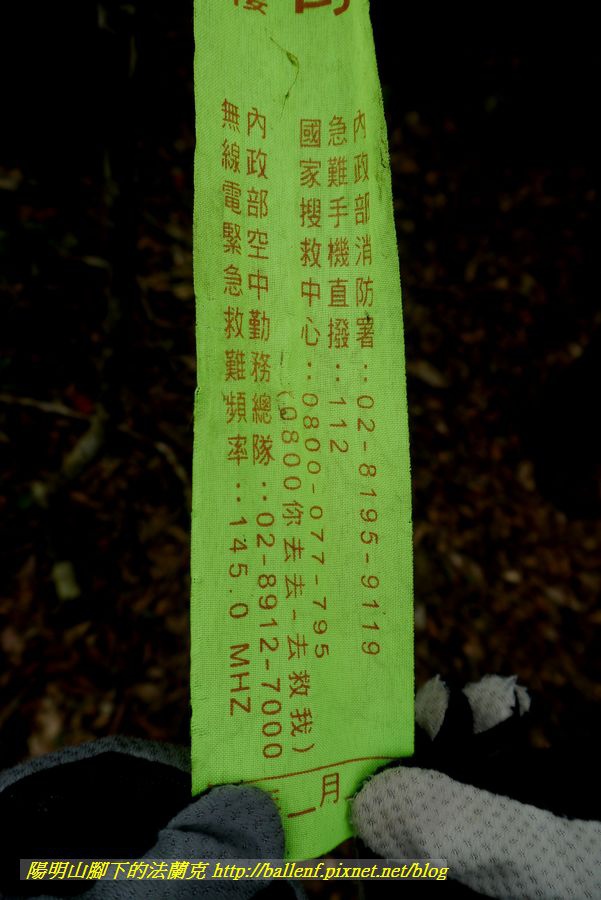 內政部消防署：02-8195-9119
急難手機直撥：112
國家搜救中心：0800-077-795
（0800你去去-去救我）
內政部空中勤務總隊：02-8912-7000
無線電緊急救難頻率：145.0 MHZ
一月
陽明山腳下的法蘭克 http://ballenf.pixnet.net/blog